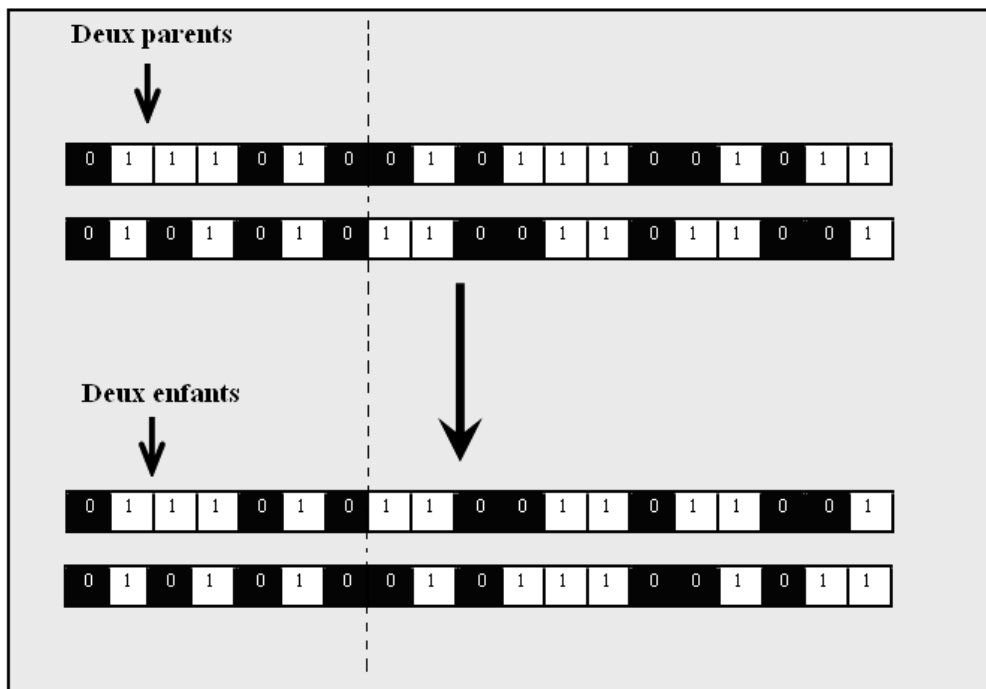 Deux parents
0 1 1 1 0 1 0 0 1 0 1 1 1 0 0 1 0 1 1
0 1 0 1 0 1 0 1 1 0 0 1 1 0 1 1 0 0 1
Deux enfants
0 1 1 1 0 1 0 1 1 0 0 1 1 0 1 1 0 0 1
0 1 0 1 0 1 0 0 1 0 1 1 1 0 0 1 0 1 1